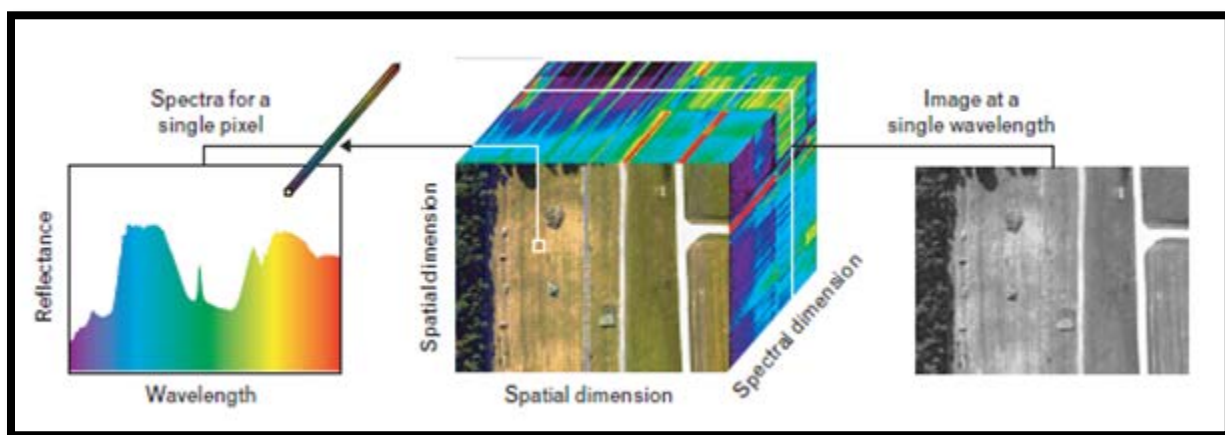 Spectra for a
single pixel
Reflectance
Wavelength
Spatial dimension
Spatial dimension
Spectral dimension
Image at a
single wavelength